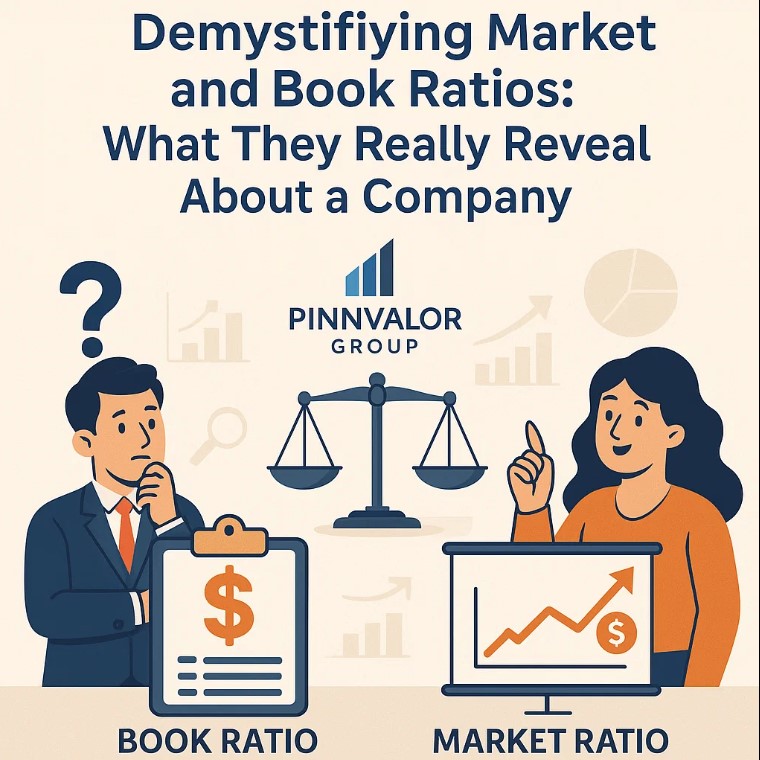 Demystifiying Market
and Book Ratios:
What They Really Reveal
About a Company
?
PINNVALOR
GROUP
$
$
BOOK RATIO
MARKET RATIO